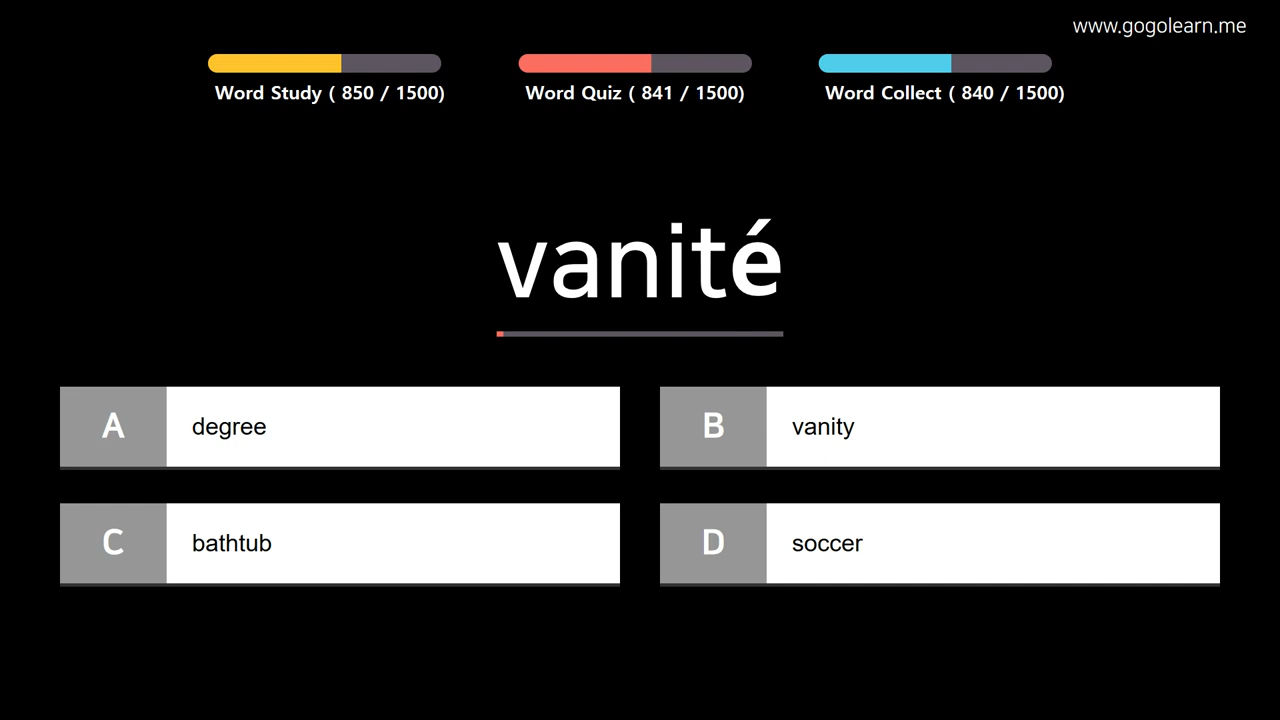 www.gogolearn.me
Word Study ( 850 / 1500)
Word Quiz ( 841 / 1500)
Word Collect ( 840 / 1500)
vanité
A degree
B vanity
C bathtub
D soccer